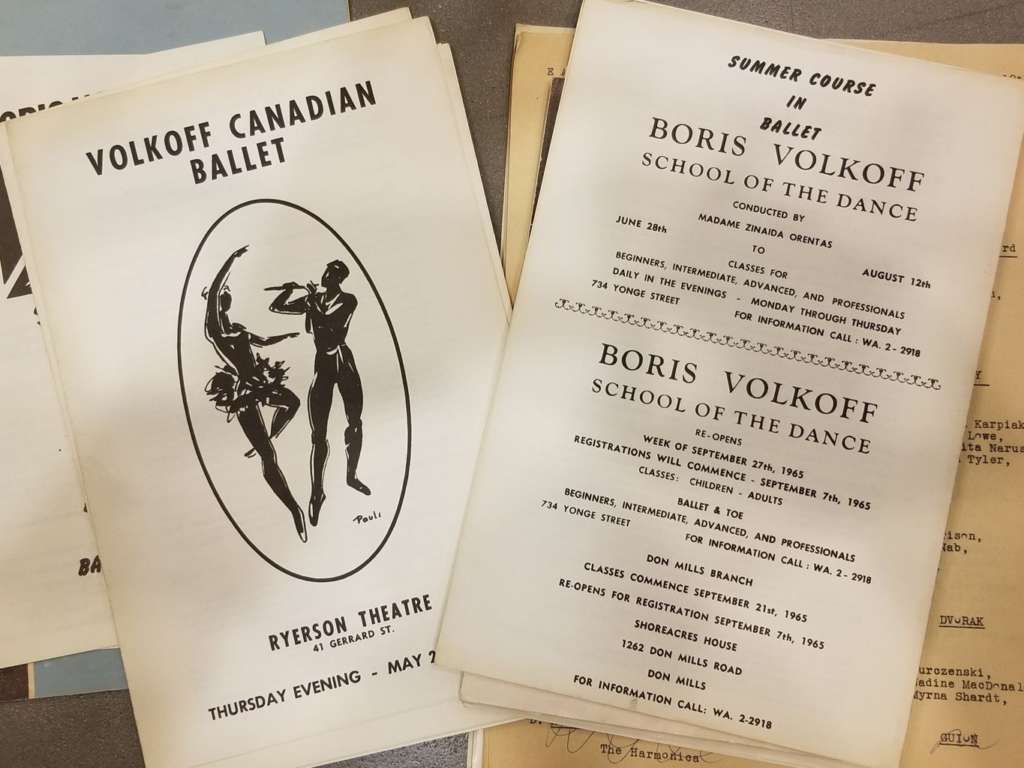 VOLKOFF CANADIAN
BALLET
Pauli
RYERSON THEATRE
41 GERRARD ST.
THURSDAY EVENING - MAY 2
BA
SUMMER COURSE
IN
BALLET
BORIS VOLKOFF
SCHOOL OF THE DANCE
CONDUCTED BY
MADAME ZINAIDA ORENTAS
JUNE 28th TO AUGUST 12th
CLASSES FOR
BEGINNERS, INTERMEDIATE, ADVANCED, AND PROFESSIONALS
DAILY IN THE EVENINGS - MONDAY THROUGH THURSDAY
734 YONGE STREET
FOR INFORMATION CALL : WA. 2 - 2918
BORIS VOLKOFF
SCHOOL OF THE DANCE
RE-OPENS
WEEK OF SEPTEMBER 27th, 1965
REGISTRATIONS WILL COMMENCE - SEPTEMBER 7th, 1965
CLASSES: CHILDREN - ADULTS
BALLET & TOE
BEGINNERS, INTERMEDIATE, ADVANCED, AND PROFESSIONALS
734 YONGE STREET
FOR INFORMATION CALL : WA. 2 - 2918
DON MILLS BRANCH
CLASSES COMMENCE SEPTEMBER 21st, 1965
RE-OPENS FOR REGISTRATION SEPTEMBER 7th, 1965
SHOREACRES HOUSE
1262 DON MILLS ROAD
DON MILLS
FOR INFORMATION CALL: WA. 2-2918
Karpiak
Lowe,
Tyler,
DVORAK
urczenski,
adine MacDonal
yrna Shardt,
GUION
The Harmonica